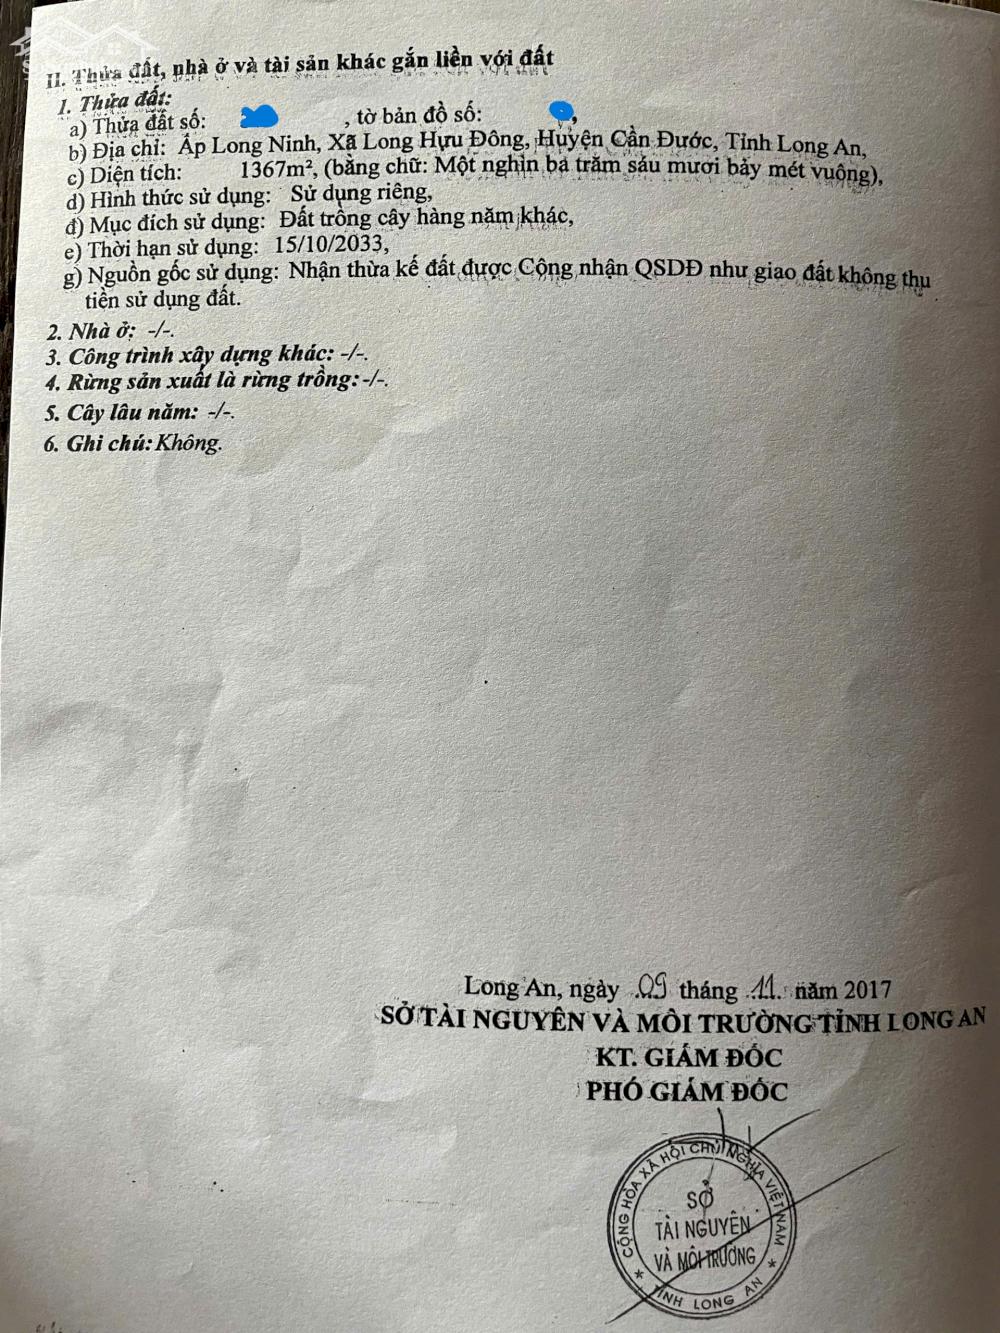 II. Thửa đất, nhà ở và tài sản khác gắn liền với đất
1. Thửa đất:
a) Thửa đất số: , tờ bản đồ số: ,
b) Địa chỉ: Ấp Long Ninh, Xã Long Hựu Đông, Huyện Cần Đước, Tỉnh Long An,
c) Diện tích: 1367m², (bằng chữ: Một nghìn ba trăm sáu mươi bảy mét vuông),
d) Hình thức sử dụng: Sử dụng riêng,
đ) Mục đích sử dụng: Đất trồng cây hàng năm khác,
e) Thời hạn sử dụng: 15/10/2033,
g) Nguồn gốc sử dụng: Nhận thừa kế đất được Công nhận QSDĐ như giao đất không thu
tiền sử dụng đất.
2. Nhà ở: -/-.
3. Công trình xây dựng khác: -/-.
4. Rừng sản xuất là rừng trồng: -/-.
5. Cây lâu năm: -/-.
6. Ghi chú: Không.
Long An, ngày 09 tháng 11 năm 2017
SỞ TÀI NGUYÊN VÀ MÔI TRƯỜNG TỈNH LONG AN
KT. GIÁM ĐỐC
PHÓ GIÁM ĐỐC
CỘNG HÒA XÃ HỘI CHỦ NGHĨA VIỆT NAM
SỞ
TÀI NGUYÊN
VÀ MÔI TRƯỜNG
★ TỈNH LONG AN ★